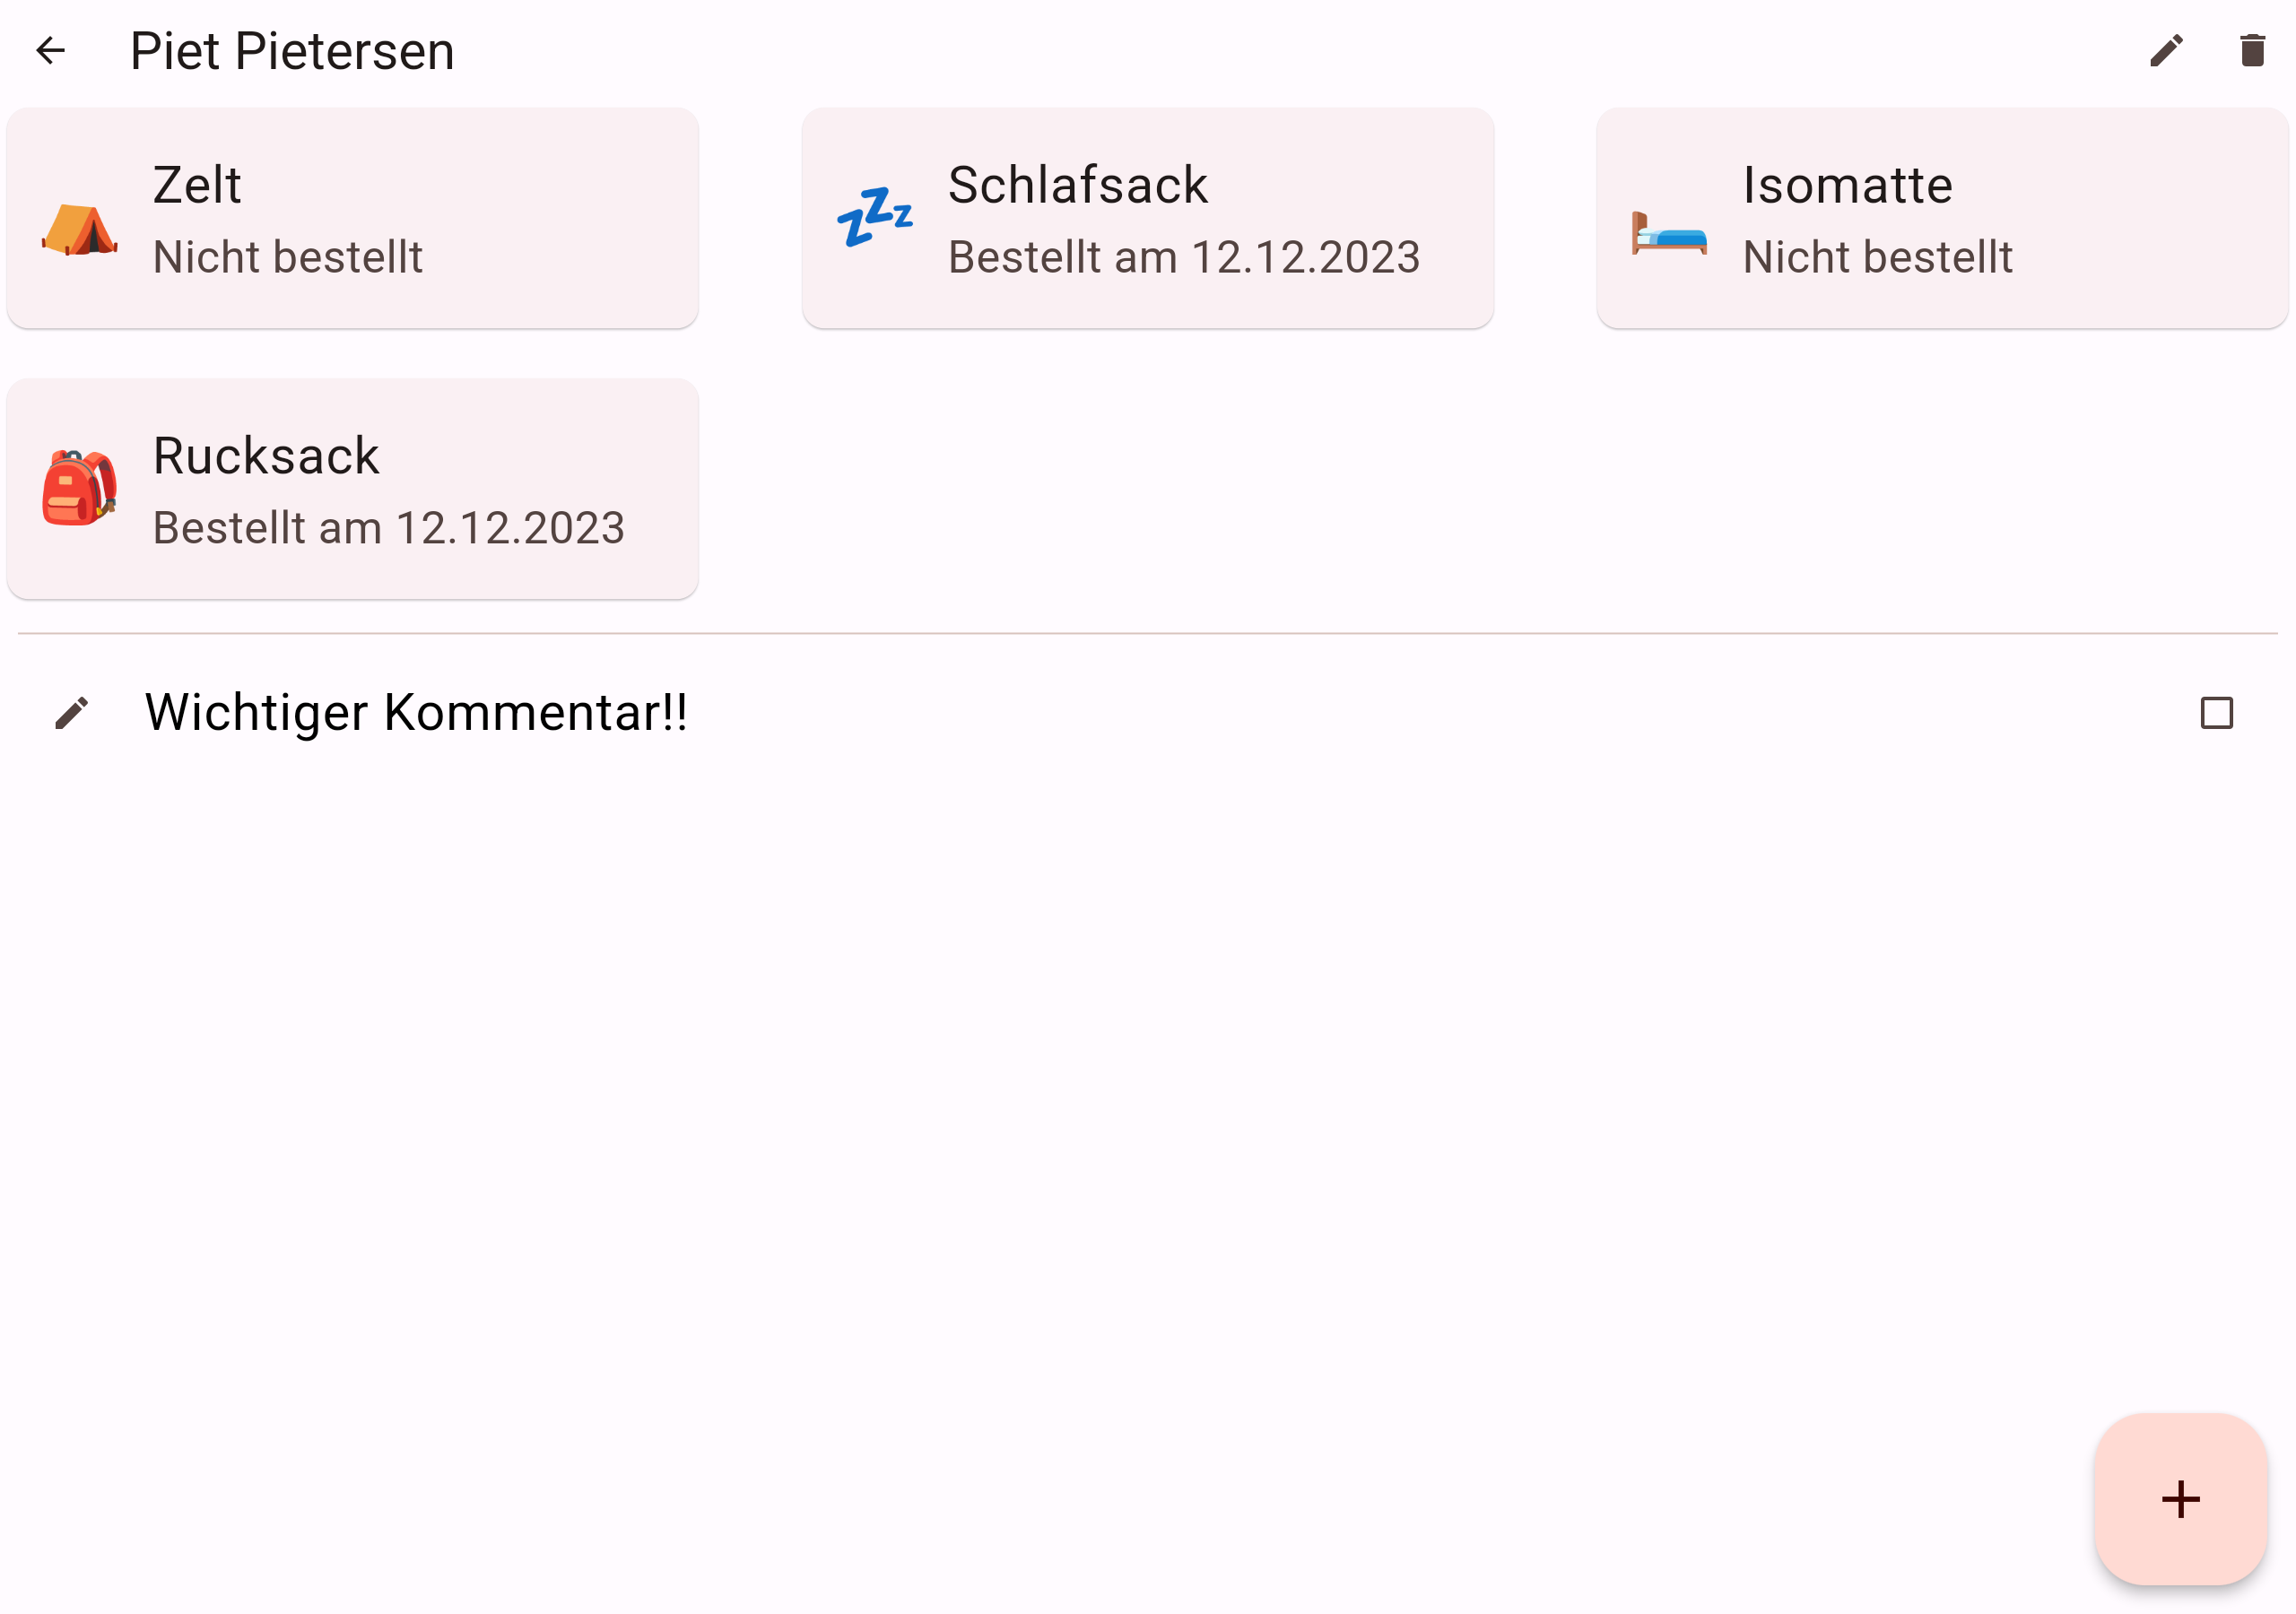 Piet Pietersen
Zelt
Nicht bestellt
Schlafsack
Bestellt am 12.12.2023
Isomatte
Nicht bestellt
Rucksack
Bestellt am 12.12.2023
Wichtiger Kommentar!!